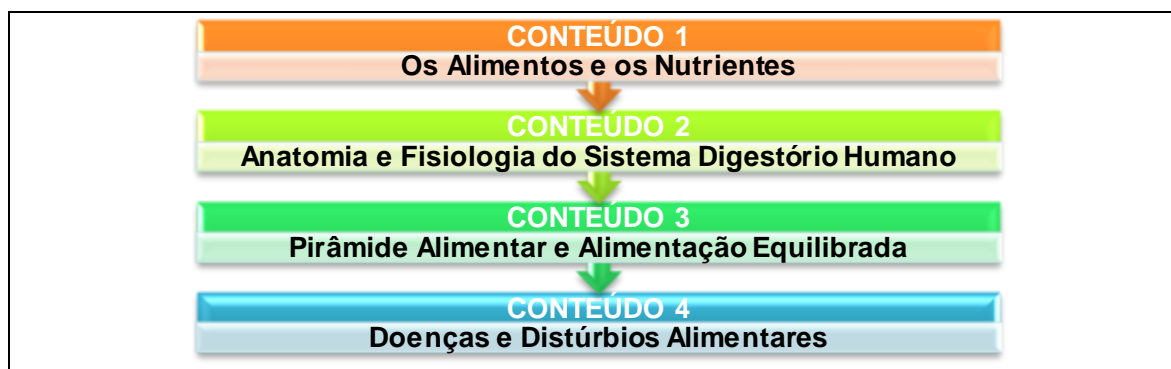 CONTEÚDO 1
Os Alimentos e os Nutrientes
CONTEÚDO 2
Anatomia e Fisiologia do Sistema Digestório Humano
CONTEÚDO 3
Pirâmide Alimentar e Alimentação Equilibrada
CONTEÚDO 4
Doenças e Distúrbios Alimentares